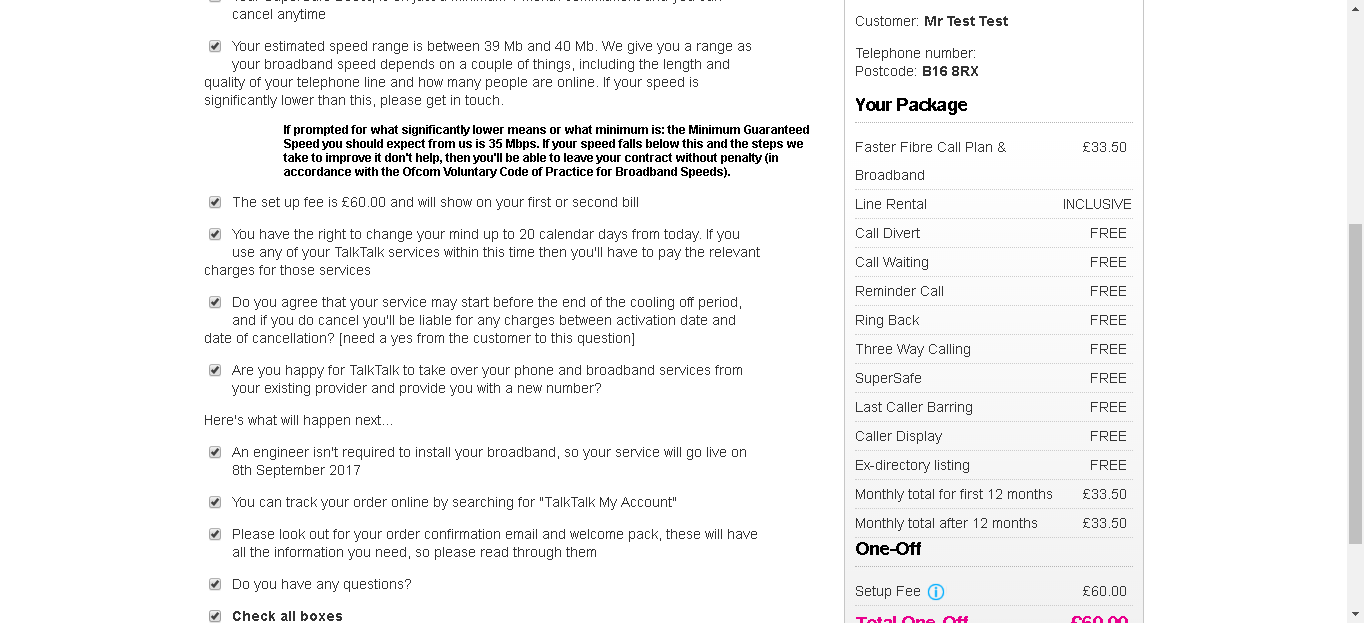 cancel anytime
Your estimated speed range is between 39 Mb and 40 Mb. We give you a range as
your broadband speed depends on a couple of things, including the length and
quality of your telephone line and how many people are online. If your speed is
significantly lower than this, please get in touch.
If prompted for what significantly lower means or what minimum is: the Minimum Guaranteed
Speed you should expect from us is 35 Mbps. If your speed falls below this and the steps we
take to improve it don't help, then you'll be able to leave your contract without penalty (in
accordance with the Ofcom Voluntary Code of Practice for Broadband Speeds).
The set up fee is £60.00 and will show on your first or second bill
You have the right to change your mind up to 20 calendar days from today. If you
use any of your TalkTalk services within this time then you'll have to pay the relevant
charges for those services
Do you agree that your service may start before the end of the cooling off period,
and if you do cancel you'll be liable for any charges between activation date and
date of cancellation? [need a yes from the customer to this question]
Are you happy for TalkTalk to take over your phone and broadband services from
your existing provider and provide you with a new number?
Here's what will happen next...
An engineer isn't required to install your broadband, so your service will go live on
8th September 2017
You can track your order online by searching for "TalkTalk My Account"
Please look out for your order confirmation email and welcome pack, these will have
all the information you need, so please read through them
Do you have any questions?
Check all boxes
Customer: Mr Test Test
Telephone number:
Postcode: B16 8RX
Your Package
Faster Fibre Call Plan & £33.50
Broadband
Line Rental INCLUSIVE
Call Divert FREE
Call Waiting FREE
Reminder Call FREE
Ring Back FREE
Three Way Calling FREE
SuperSafe FREE
Last Caller Barring FREE
Caller Display FREE
Ex-directory listing FREE
Monthly total for first 12 months £33.50
Monthly total after 12 months £33.50
One-Off
Setup Fee £60.00
Total One-Off £60.00